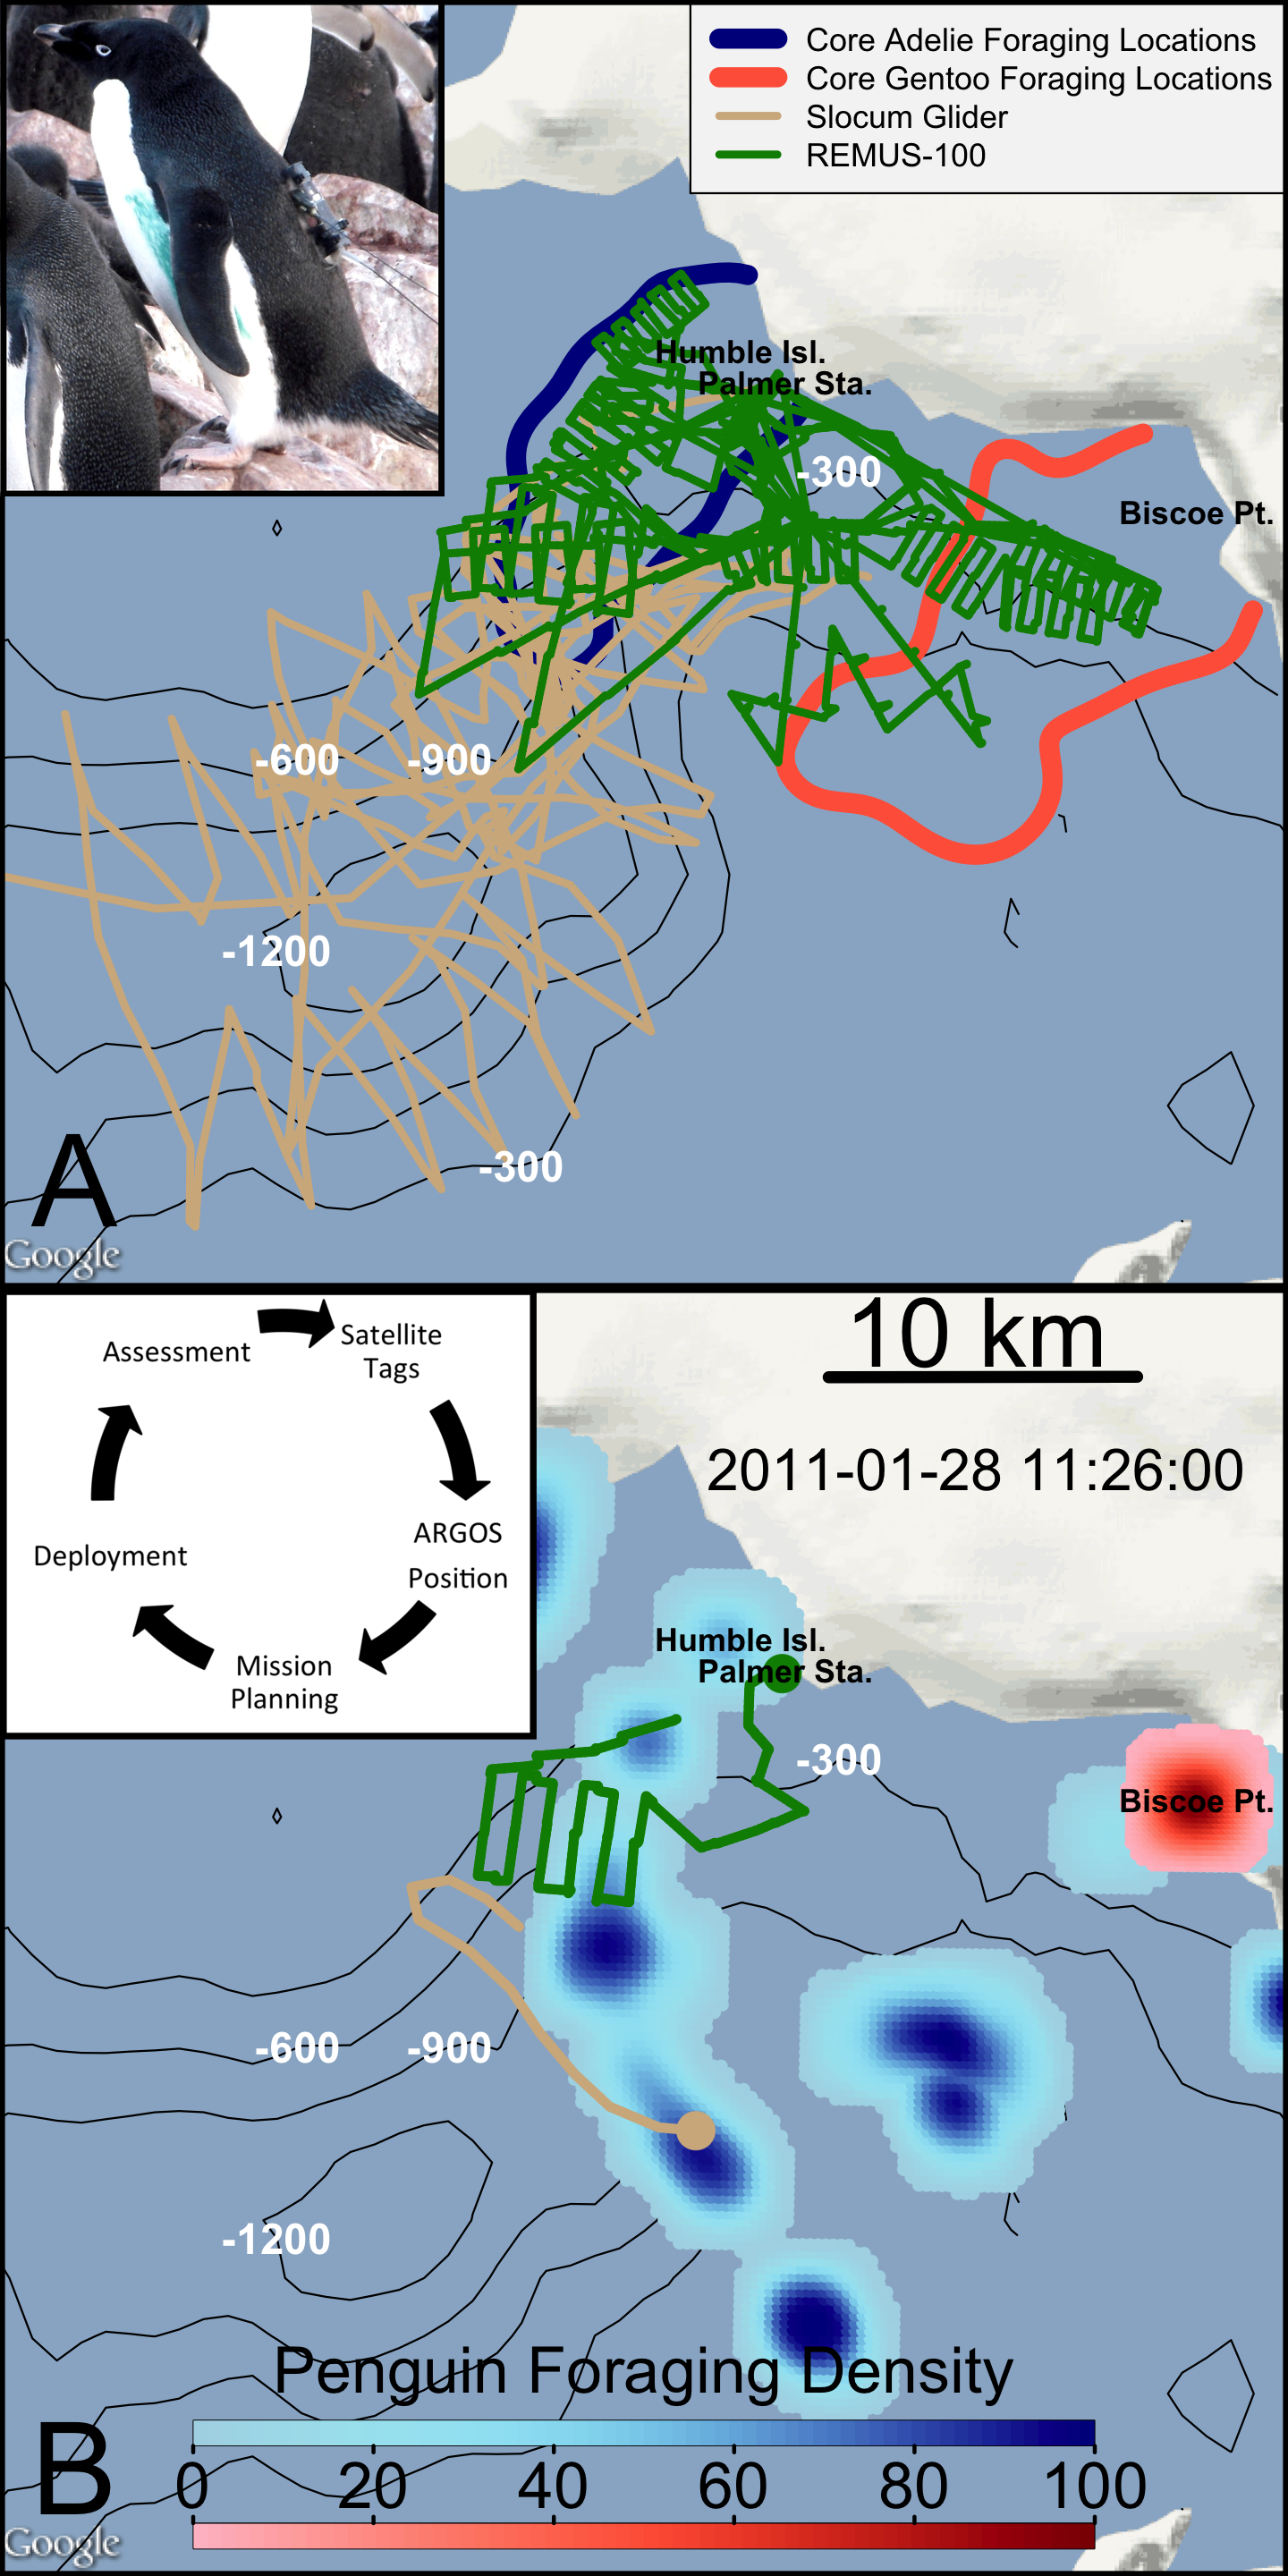 Core Adelie Foraging Locations
Core Gentoo Foraging Locations
Slocum Glider
REMUS-100
Humble Isl.
Palmer Sta.
-300
Biscoe Pt.
-600
-900
-1200
-300
A
Google
Assessment
Satellite
Tags
ARGOS
Position
Mission
Planning
Deployment
10 km
2011-01-28 11:26:00
Humble Isl.
Palmer Sta.
-300
Biscoe Pt.
-600
-900
-1200
Penguin Foraging Density
B
0 20 40 60 80 100
Google